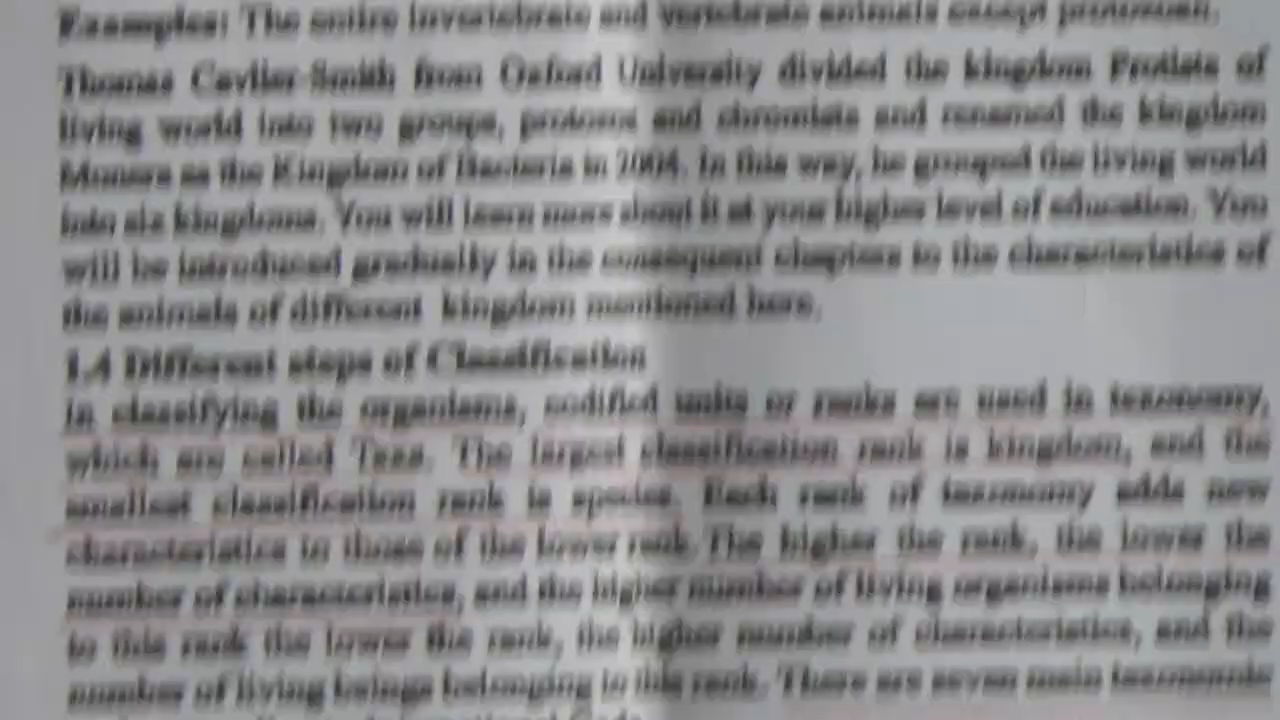 Examples: The entire invertebrate and vertebrate animals except protozoan.
Thomas Cavlier-Smith from Oxford University divided the kingdom Protista of
living world into two groups, protozoa and chromista and renamed the kingdom
Monera as the Kingdom of Bacteria in 2004. In this way, he grouped the living world
into six kingdoms. You will learn more about it at your higher level of education. You
will be introduced gradually in the consequent chapters to the characteristics of
the animals of different kingdom mentioned here.
1.4 Different steps of Classification
In classifying the organisms, codified units or ranks are used in taxonomy,
which are called Taxa. The largest classification rank is kingdom, and the
smallest classification rank is species. Each rank of taxonomy adds new
characteristics to those of the lower rank. The higher the rank, the lower the
number of characteristics, and the higher number of living organisms belonging
to this rank the lower the rank, the higher number of characteristics, and the
number of living beings belonging to this rank. There are seven main taxonomic
Code